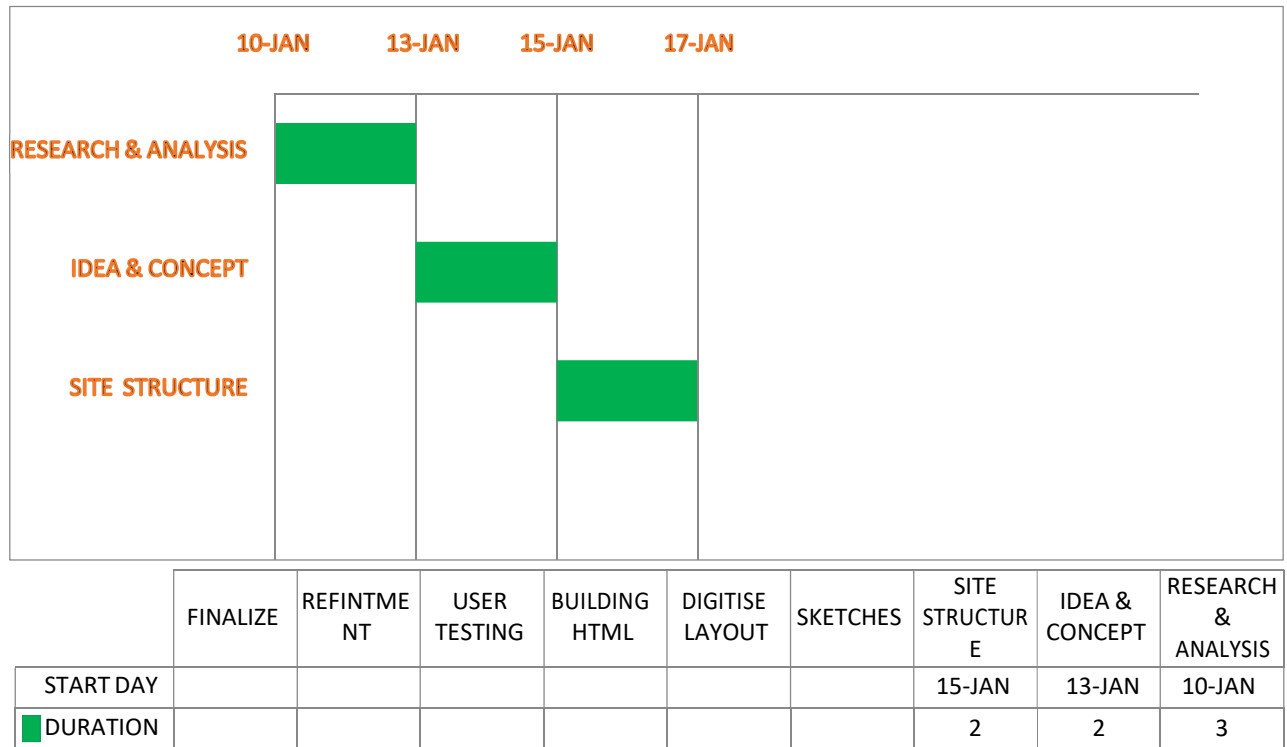 10-JAN 13-JAN 15-JAN 17-JAN
RESEARCH & ANALYSIS
IDEA & CONCEPT
SITE STRUCTURE
FINALIZE
REFINTME
NT
USER
TESTING
BUILDING
HTML
DIGITISE
LAYOUT
SKETCHES
SITE
STRUCTUR
E
IDEA &
CONCEPT
RESEARCH
&
ANALYSIS
START DAY 15-JAN 13-JAN 10-JAN
DURATION 2 2 3